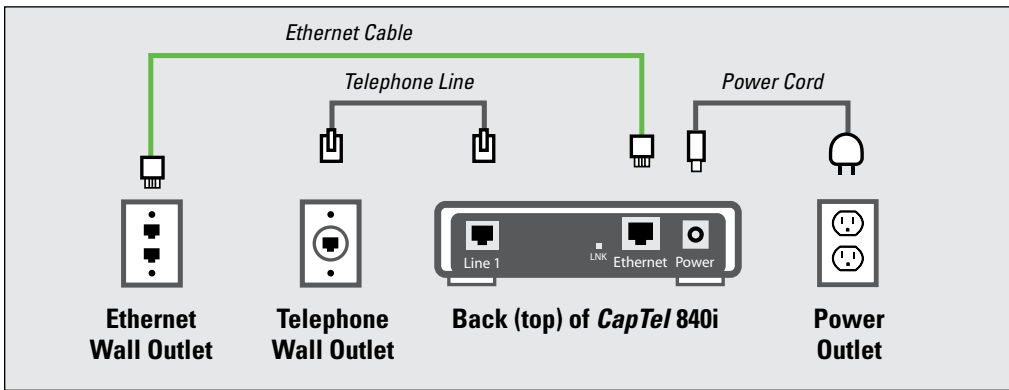 Ethernet Cable
Telephone Line
Power Cord
Line 1
LNK
Ethernet
Power
Ethernet
Wall Outlet
Telephone
Wall Outlet
Back (top) of CapTel 840i
Power
Outlet